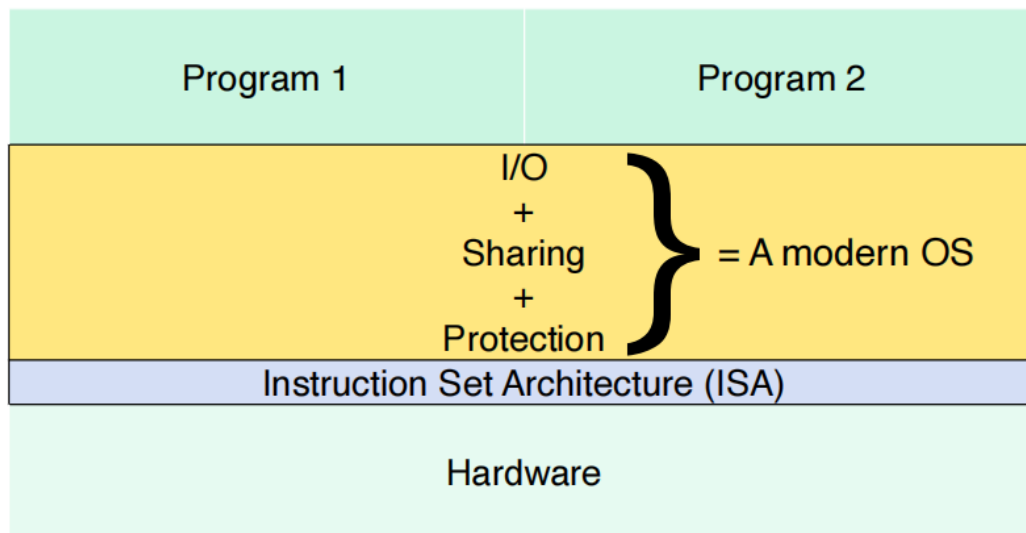 Program 1
Program 2
I/O
+
Sharing
+
Protection
= A modern OS
Instruction Set Architecture (ISA)
Hardware